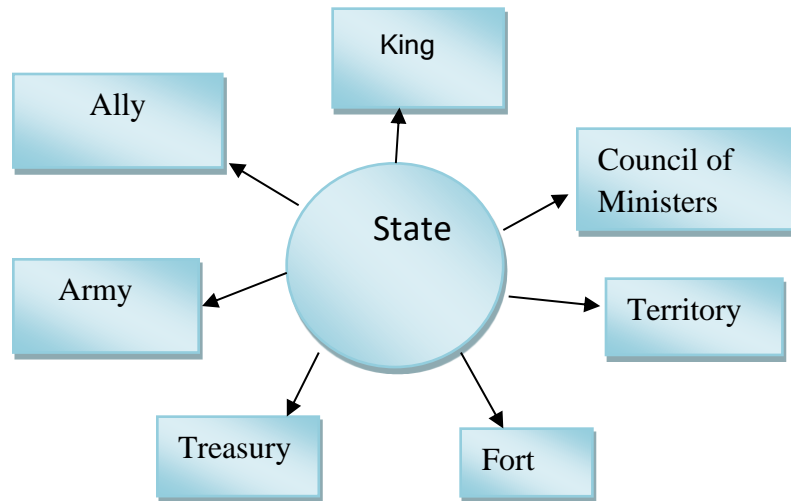 King
Ally
Council of
Ministers
State
Army
Territory
Treasury
Fort